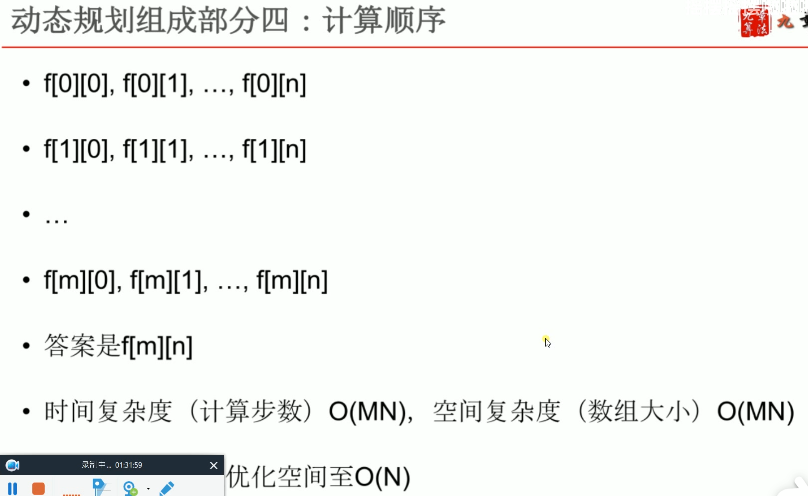 动态规划组成部分四：计算顺序
九
• f[0][0], f[0][1], …, f[0][n]
• f[1][0], f[1][1], …, f[1][n]
• …
• f[m][0], f[m][1], …, f[m][n]
• 答案是f[m][n]
• 时间复杂度（计算步数）O(MN)，空间复杂度（数组大小）O(MN)
优化空间至O(N)
01:31:59